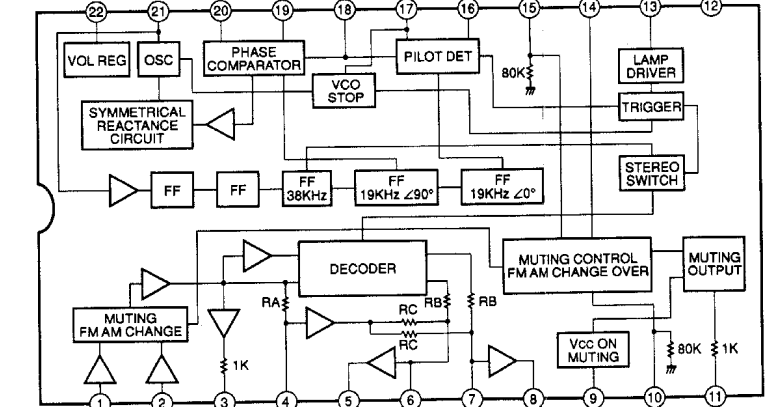 22 21 20 19 18 17 16 15 14 13 12
VOL REG
OSC
PHASE
COMPARATOR
PILOT DET
80K
LAMP
DRIVER
VCO
STOP
TRIGGER
SYMMETRICAL
REACTANCE
CIRCUIT
STEREO
SWITCH
FF
FF
FF
38KHz
FF
19KHz ∠90°
FF
19KHz ∠0°
DECODER
MUTING CONTROL
FM AM CHANGE OVER
MUTING
OUTPUT
RA
RB
RB
MUTING
FM AM CHANGE
RC
RC
1K
Vcc ON
MUTING
80K
1K
1 2 3 4 5 6 7 8 9 10 11